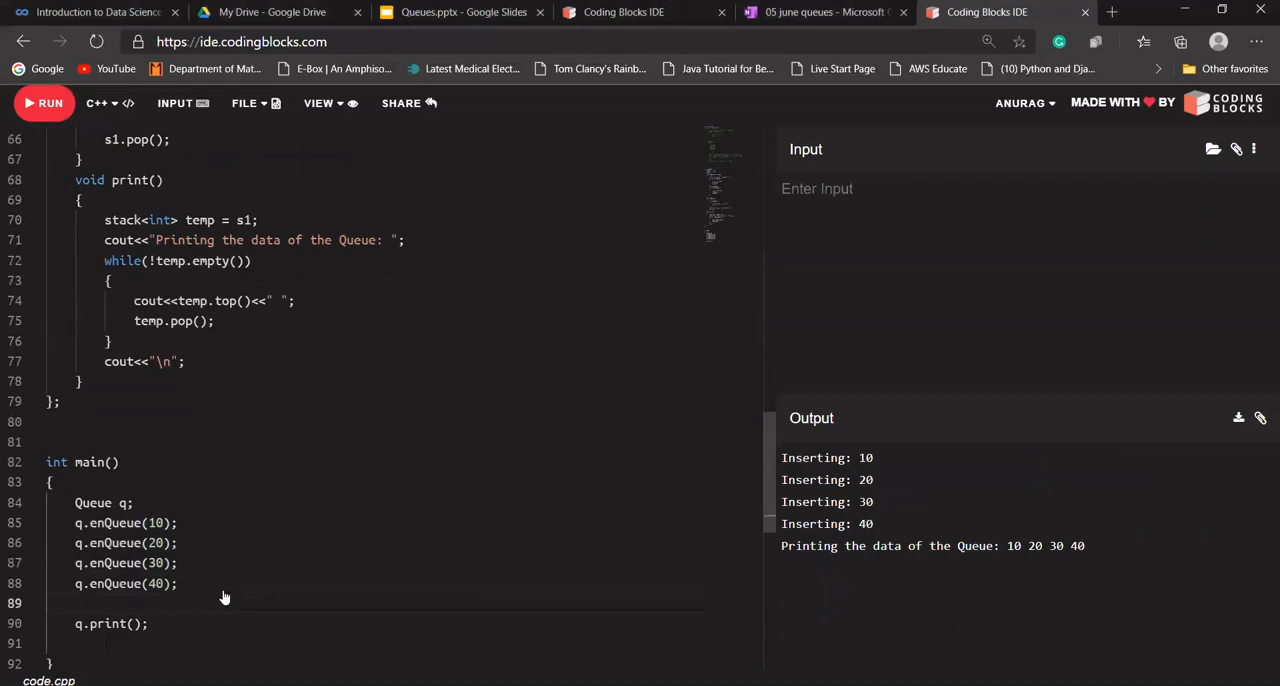 Introduction to Data Science
My Drive - Google Drive
Queues.pptx - Google Slides
Coding Blocks IDE
05 june queues - Microsoft O
Coding Blocks IDE
https://ide.codingblocks.com
Google
YouTube
Department of Mat...
E-Box | An Amphiso...
Latest Medical Elect...
Tom Clancy's Rainb...
Java Tutorial for Be...
Live Start Page
AWS Educate
(10) Python and Dja...
Other favorites
RUN
C++
INPUT
FILE
VIEW
SHARE
ANURAG
MADE WITH BY
CODING
BLOCKS
66 s1.pop();
67 }
68 void print()
69 {
70 stack<int> temp = s1;
71 cout<<"Printing the data of the Queue: ";
72 while(!temp.empty())
73 {
74 cout<<temp.top()<<" ";
75 temp.pop();
76 }
77 cout<<"\n";
78 }
79 };
80
81
82 int main()
83 {
84 Queue q;
85 q.enQueue(10);
86 q.enQueue(20);
87 q.enQueue(30);
88 q.enQueue(40);
89
90 q.print();
91
92 }
code.cpp
Input
Enter Input
Output
Inserting: 10
Inserting: 20
Inserting: 30
Inserting: 40
Printing the data of the Queue: 10 20 30 40